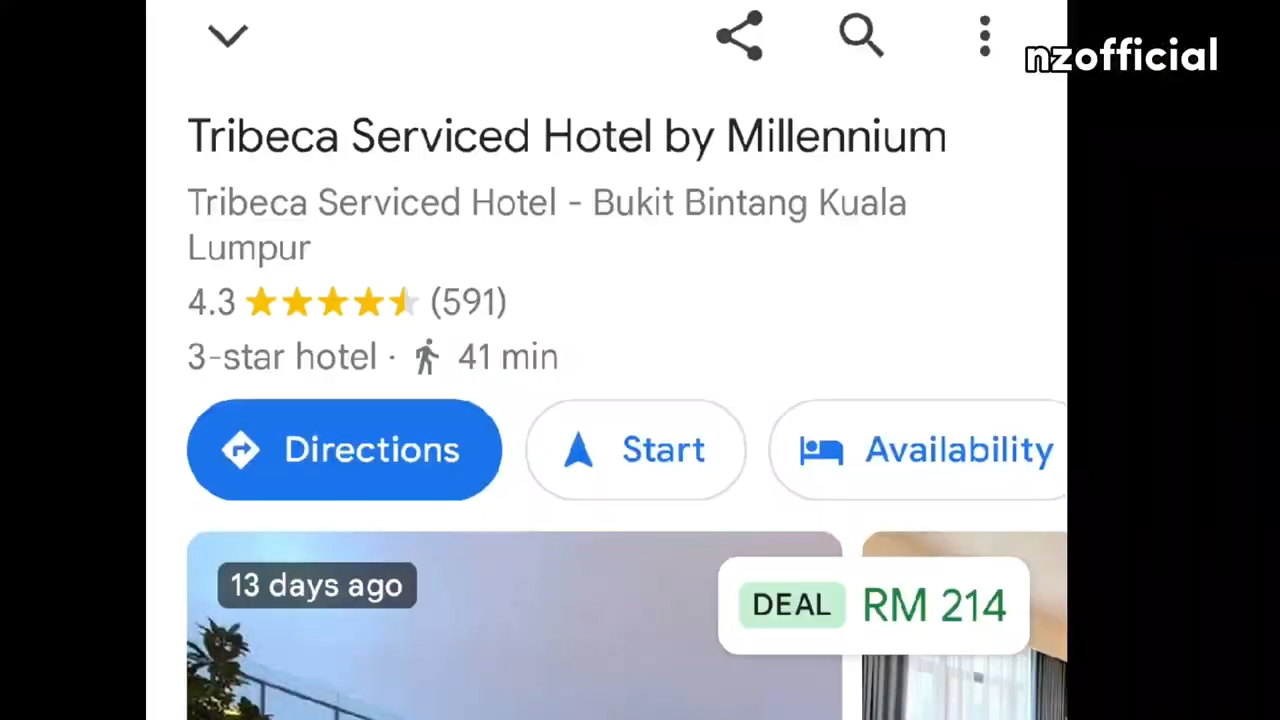 nzofficial
Tribeca Serviced Hotel by Millennium
Tribeca Serviced Hotel - Bukit Bintang Kuala
Lumpur
4.3 (591)
3-star hotel · 41 min
Directions
Start
Availability
13 days ago
DEAL RM 214